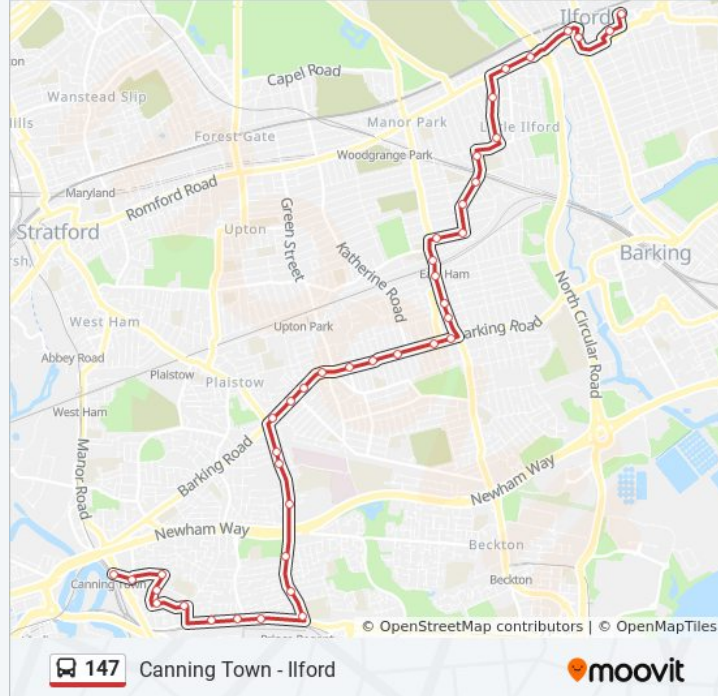 Ilford
Capel Road
Wanstead Slip
Manor Park
Little Ilford
Forest Gate
Woodgrange Park
Maryland
Romford Road
Stratford
Upton
Green Street
Katherine Road
East Ham
Barking
North Circular Road
West Ham
Upton Park
Barking Road
Abbey Road
Plaistow
Plaistow
West Ham
Manor Road
Barking Road
Newham Way
Newham Way
Beckton
Beckton
Canning Town
© OpenStreetMap contributors | © OpenMapTiles
147 Canning Town - Ilford
moovit